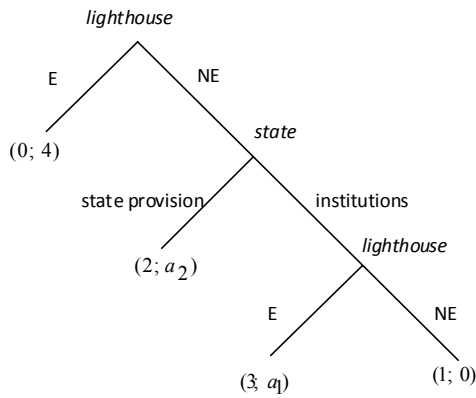 lighthouse
E
NE
(0; 4)
state
state provision
institutions
(2; a2)
lighthouse
E
NE
(3; a1)
(1; 0)